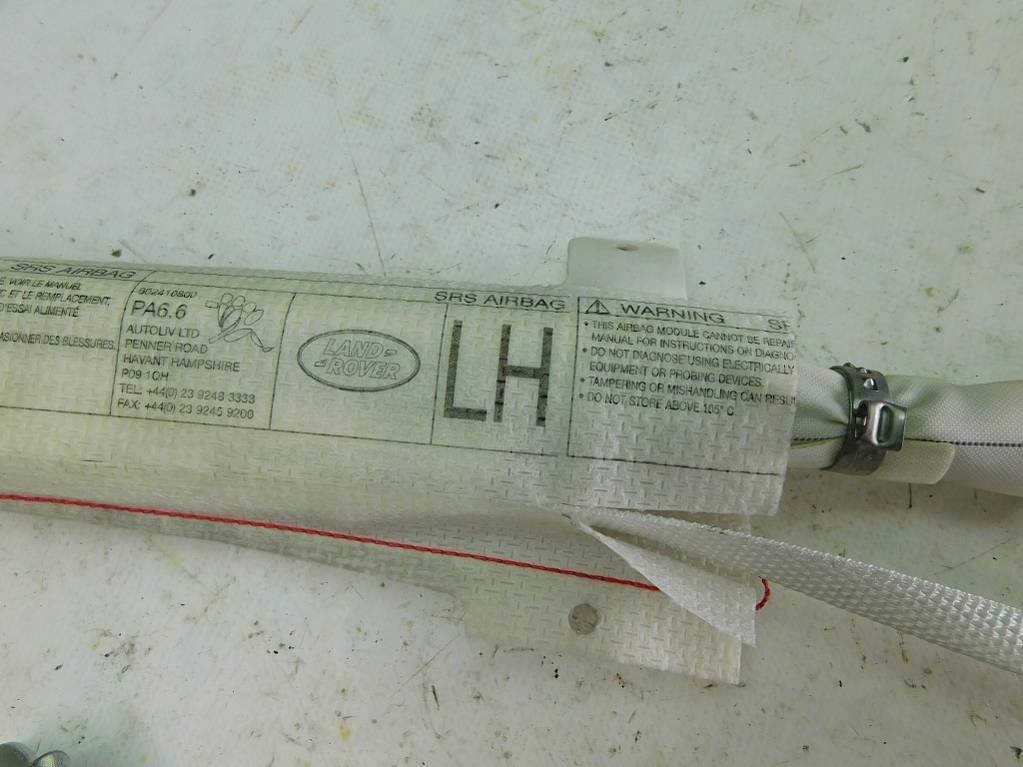 SRS AIRBAG
VOIR LE MANUEL
ET LE REMPLACEMENT,
D'ESSAI ALIMENTÉ
DES BLESSURES.
602410800
PA6.6
AUTOLIV LTD
PENNER ROAD
HAVANT HAMPSHIRE
P09 1QH
TEL: +44(0) 23 9246 3333
FAX: +44(0) 23 9245 9200
LAND-
-ROVER
SRS AIRBAG
LH
WARNING
• THIS AIRBAG MODULE CANNOT BE
MANUAL FOR INSTRUCTIONS ON
• DO NOT DIAGNOSE USING ELECTRICALLY
EQUIPMENT OR PROBING DEVICES.
• TAMPERING OR MISHANDLING CAN
• DO NOT STORE ABOVE 105° C